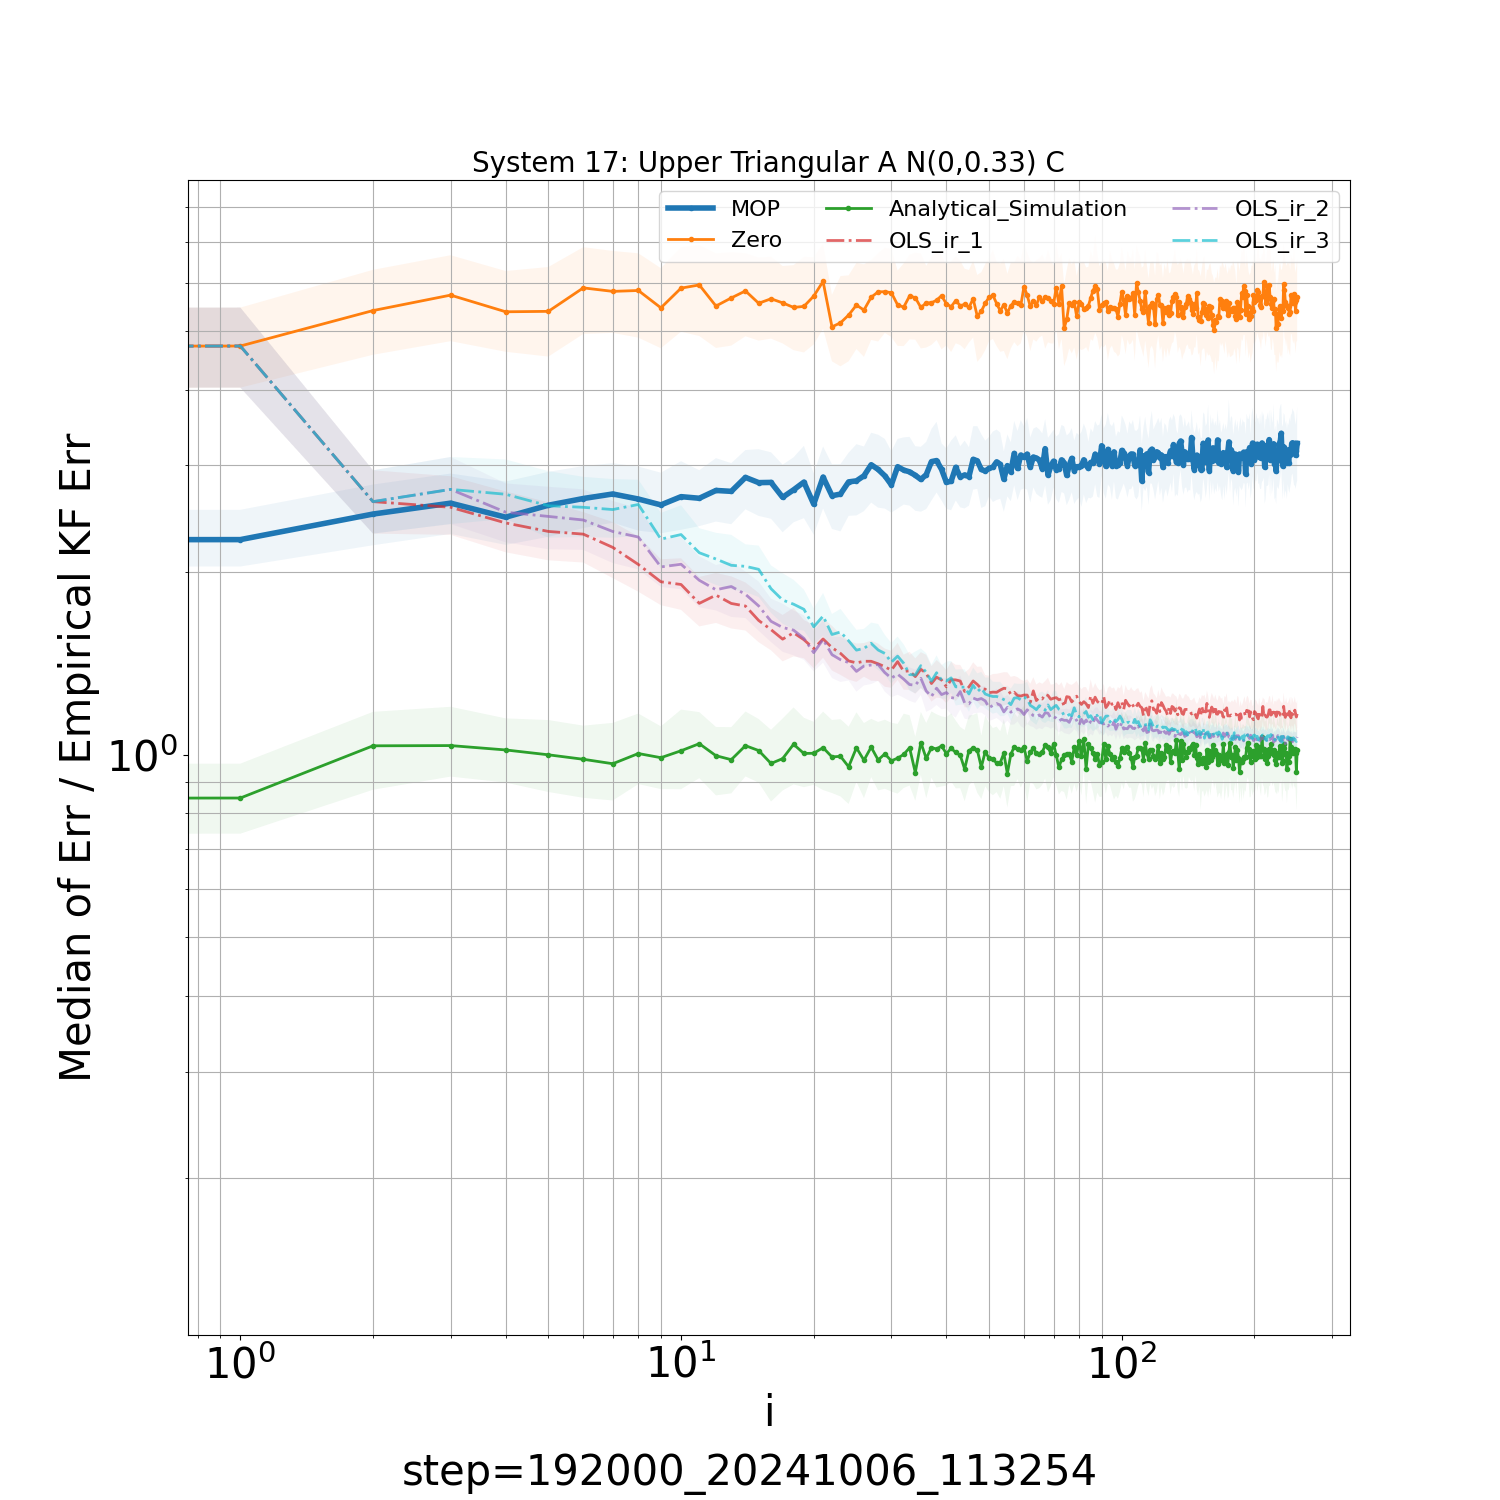 System 17: Upper Triangular A N(0,0.33) C
MOP
Zero
Analytical_Simulation
OLS_ir_1
OLS_ir_2
OLS_ir_3
Median of Err / Empirical KF Err
10⁰
10⁰
10¹
10²
i
step=192000_20241006_113254